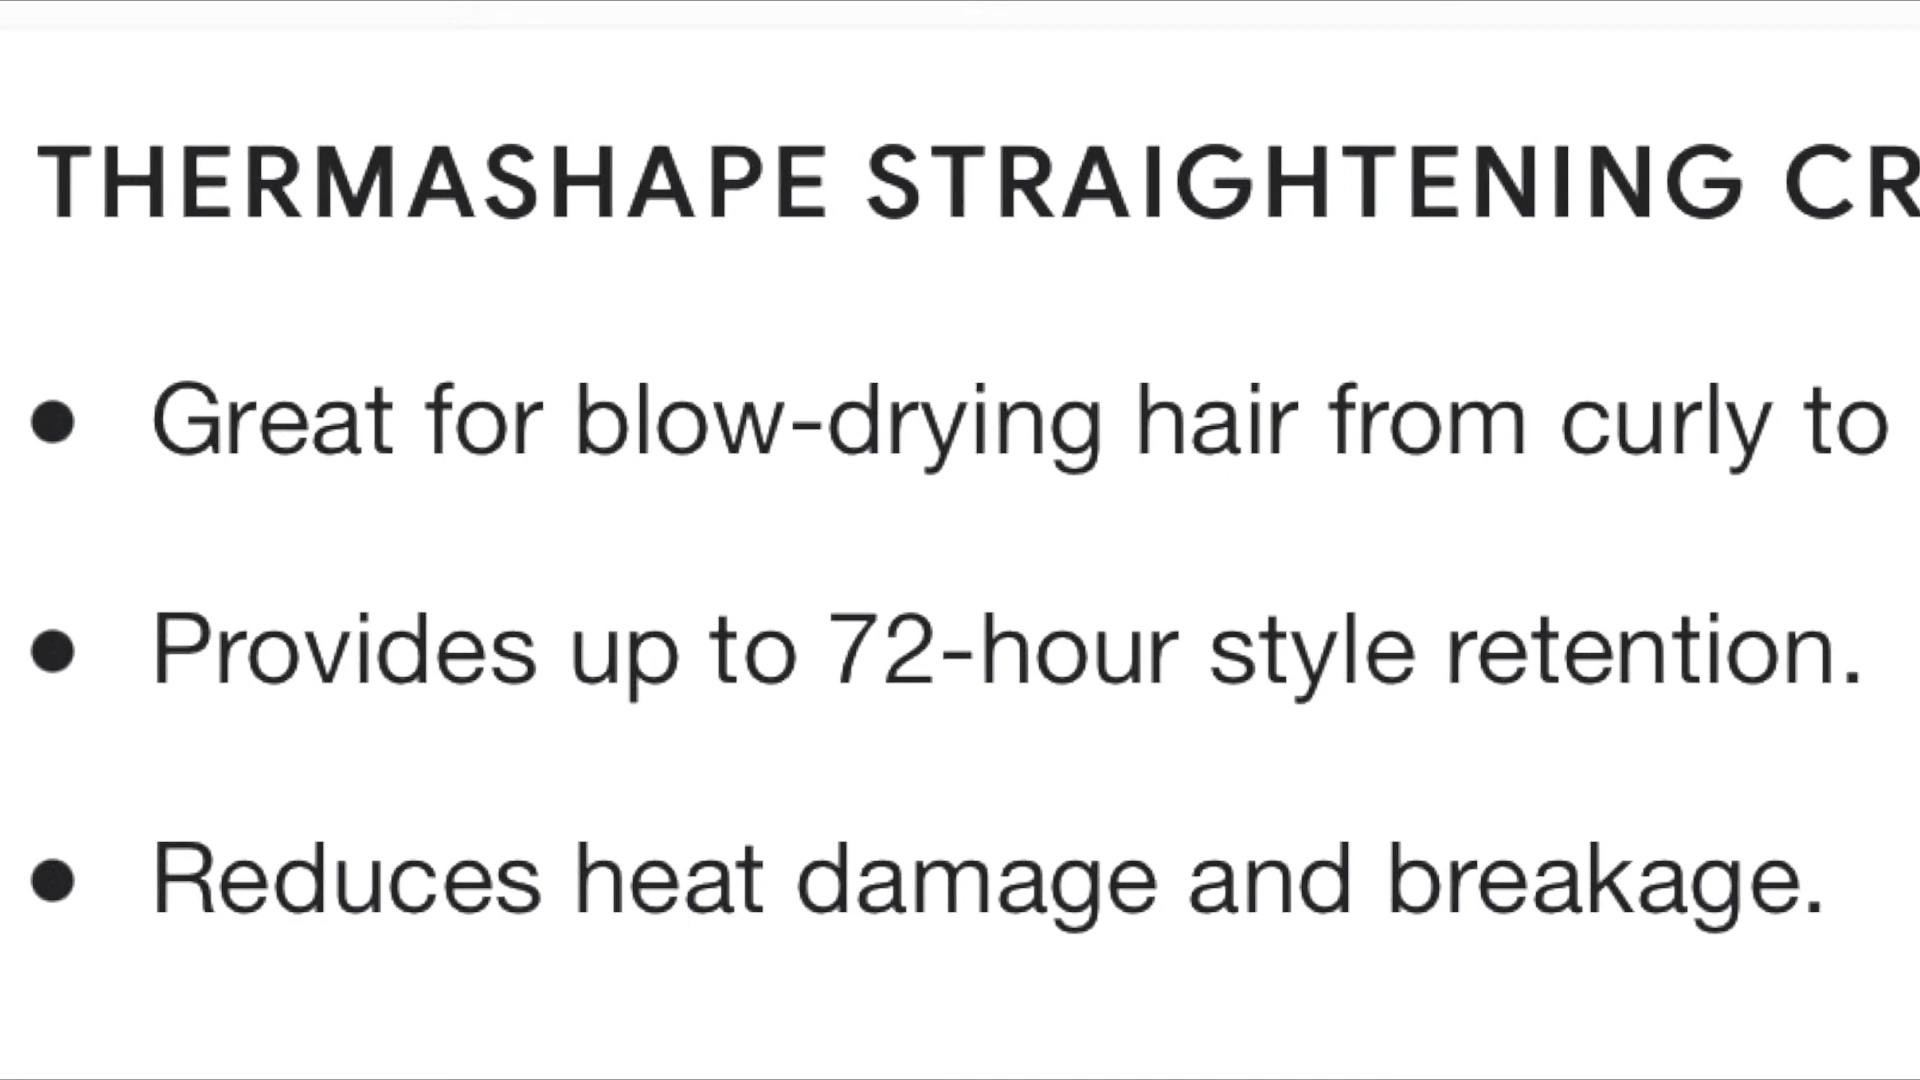 THERMASHAPE STRAIGHTENING CR
• Great for blow-drying hair from curly to
• Provides up to 72-hour style retention.
• Reduces heat damage and breakage.